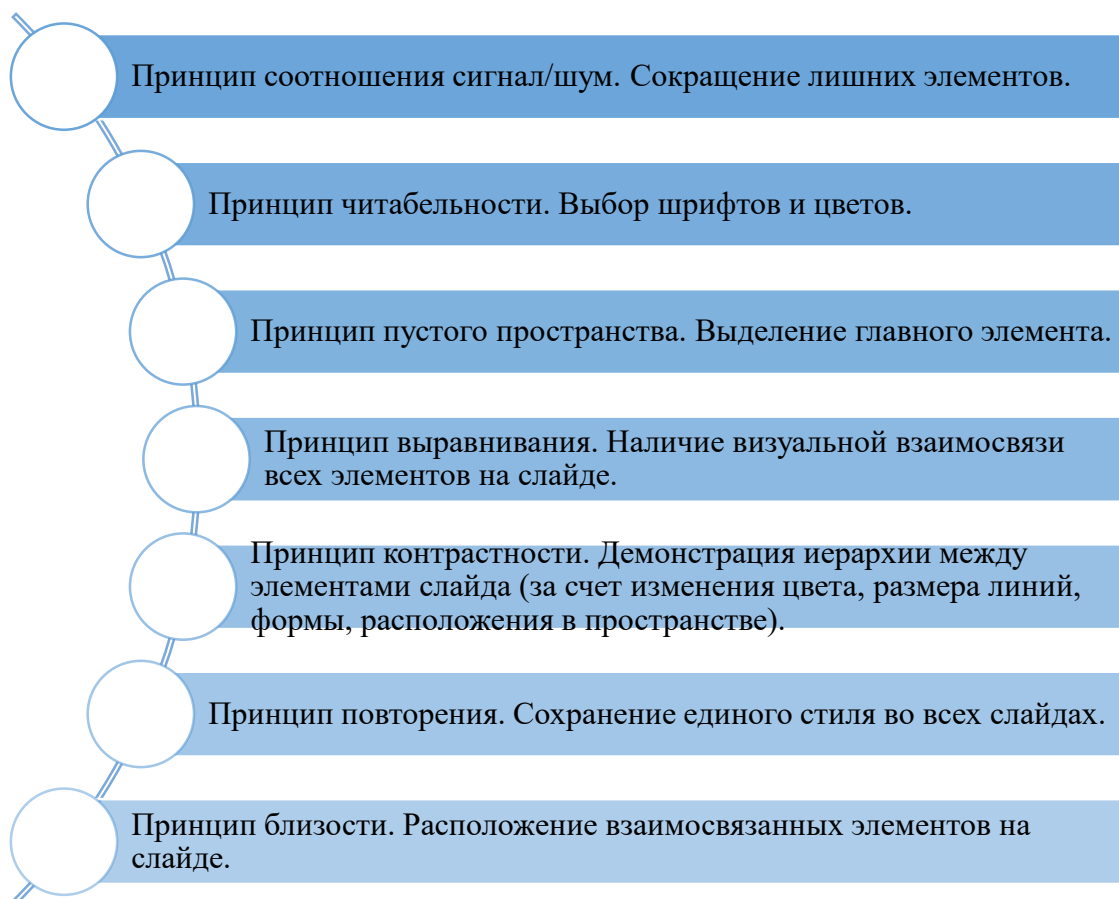 Принцип соотношения сигнал/шум. Сокращение лишних элементов.
Принцип читабельности. Выбор шрифтов и цветов.
Принцип пустого пространства. Выделение главного элемента.
Принцип выравнивания. Наличие визуальной взаимосвязи
всех элементов на слайде.
Принцип контрастности. Демонстрация иерархии между
элементами слайда (за счет изменения цвета, размера линий,
формы, расположения в пространстве).
Принцип повторения. Сохранение единого стиля во всех слайдах.
Принцип близости. Расположение взаимосвязанных элементов на
слайде.